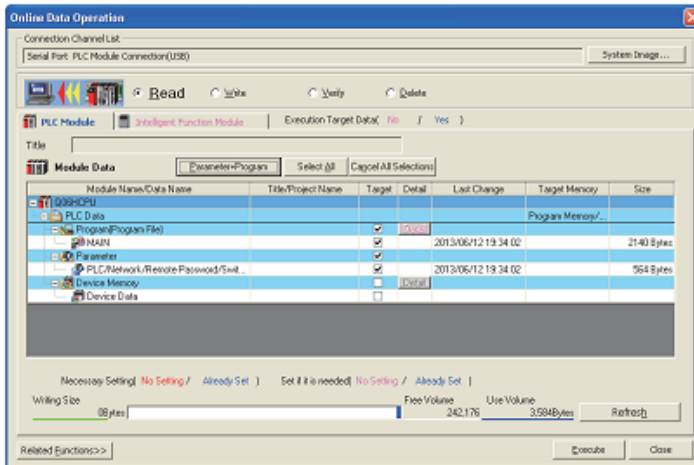 Online Data Operation
Connection Channel List
Serial Port PLC Module Connection(USB)
System Image...
Read Write Verify Delete
PLC Module Intelligent Function Module Execution Target Data( No / Yes )
Title
Module Data Parameter+Program Select All Cancel All Selections
Module Name/Data Name Title/Project Name Target Detail Last Change Target Memory Size
Q06HCPU
PLC Data Program Memory/...
Program(Program File) Detail
MAIN 2013/06/12 19:34:02 2140 Bytes
Parameter
PLC/Network/Remote Password/Swit... 2013/06/12 19:34:02 564 Bytes
Device Memory Detail
Device Data
Necessary Setting( No Setting / Already Set ) Set if it is needed( No Setting / Already Set )
Writing Size Free Volume Use Volume
0Bytes 242,176 3,584Bytes Refresh
Related Functions>> Execute Close